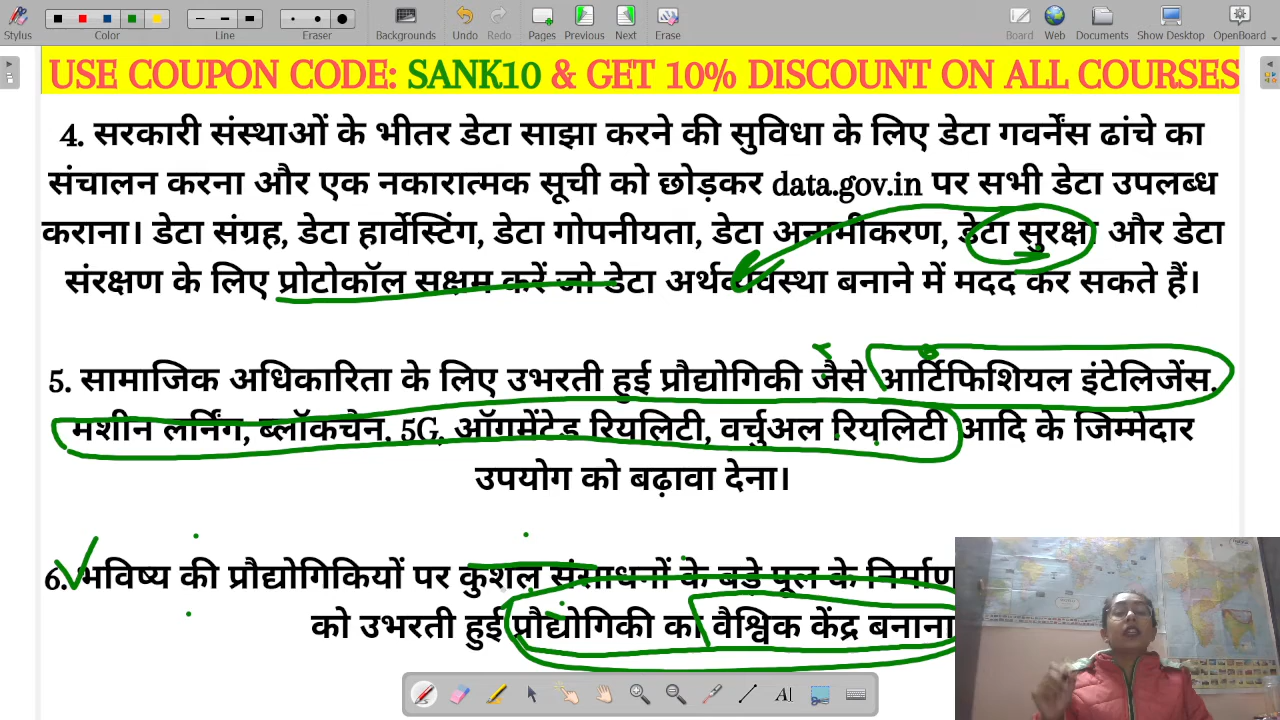 Stylus Color Line Eraser Backgrounds Undo Redo Pages Previous Next Erase Board Web Documents Show Desktop OpenBoard
USE COUPON CODE: SANK10 & GET 10% DISCOUNT ON ALL COURSES
4. सरकारी संस्थाओं के भीतर डेटा साझा करने की सुविधा के लिए डेटा गवर्नेंस ढांचे का
संचालन करना और एक नकारात्मक सूची को छोड़कर data.gov.in पर सभी डेटा उपलब्ध
कराना। डेटा संग्रह, डेटा हार्वेस्टिंग, डेटा गोपनीयता, डेटा अनामीकरण, डेटा सुरक्षा और डेटा
संरक्षण के लिए प्रोटोकॉल सक्षम करें जो डेटा अर्थव्यवस्था बनाने में मदद कर सकते हैं।
5. सामाजिक अधिकारिता के लिए उभरती हुई प्रौद्योगिकी जैसे आर्टिफिशियल इंटेलिजेंस.
मशीन लर्निंग, ब्लॉकचेन, 5G, ऑगमेंटेड रियलिटी, वर्चुअल रियलिटी आदि के जिम्मेदार
उपयोग को बढ़ावा देना।
6. भविष्य की प्रौद्योगिकियों पर कुशल संसाधनों के बड़े पूल के निर्माण
को उभरती हुई प्रौद्योगिकी का वैश्विक केंद्र बनाना
AI